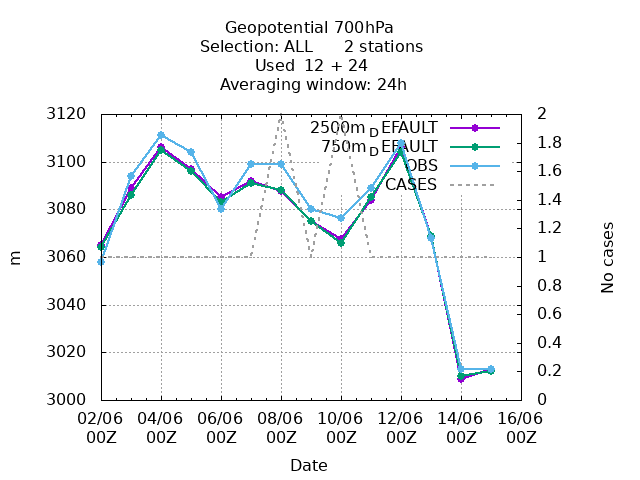 Geopotential 700hPa
Selection: ALL      2 stations
Used  12 + 24
Averaging window: 24h
3120
3100
3080
3060
3040
3020
3000
m
2500m_DEFAULT
750m_DEFAULT
OBS
CASES
2
1.8
1.6
1.4
1.2
1
0.8
0.6
0.4
0.2
0
No cases
02/06 04/06 06/06 08/06 10/06 12/06 14/06 16/06
00Z 00Z 00Z 00Z 00Z 00Z 00Z 00Z
Date